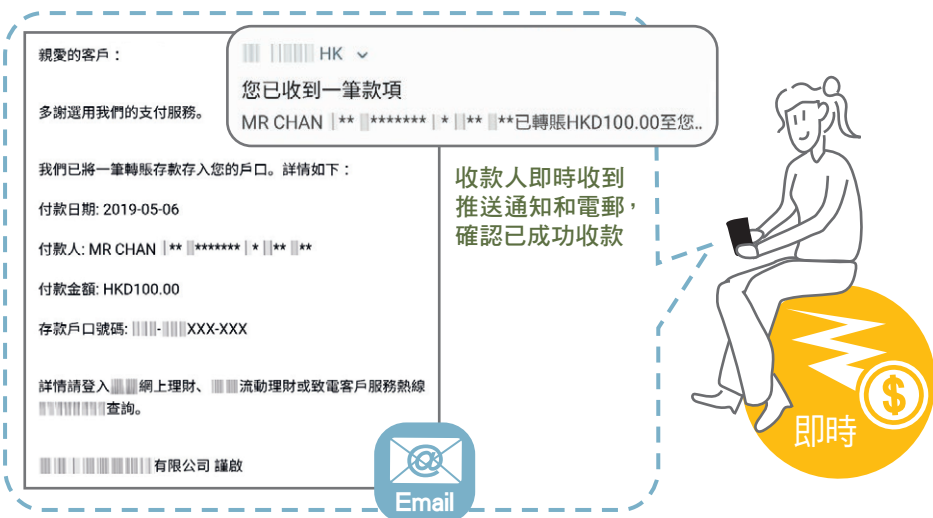 HK
您已收到一筆款項
MR CHAN ** ******* * ** **已轉賬HKD100.00至您..
親愛的客戶：
多謝選用我們的支付服務。
我們已將一筆轉賬存款存入您的戶口。詳情如下：
付款日期: 2019-05-06
付款人: MR CHAN ** ******* * ** **
付款金額: HKD100.00
存款戶口號碼: - XXX-XXX
詳情請登入 網上理財、 流動理財或致電客戶服務熱線
查詢。
有限公司 謹啟
Email
收款人即時收到
推送通知和電郵，
確認已成功收款
即時
$